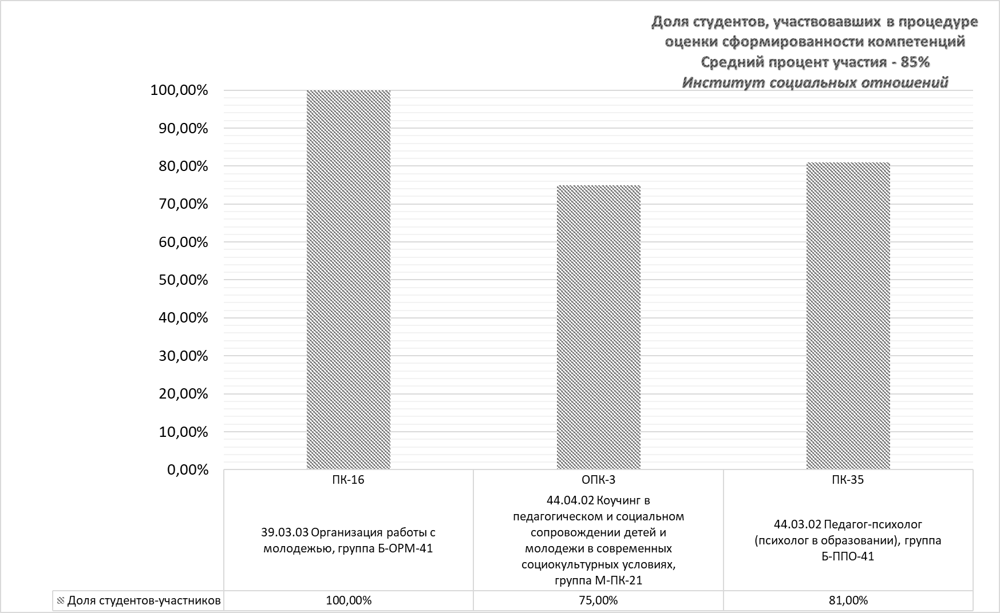 Доля студентов, участвовавших в процедуре
оценки сформированности компетенций
Средний процент участия - 85%
Институт социальных отношений
100,00%
90,00%
80,00%
70,00%
60,00%
50,00%
40,00%
30,00%
20,00%
10,00%
0,00%
ПК-16
39.03.03 Организация работы с
молодежью, группа Б-ОРМ-41
ОПК-3
44.04.02 Коучинг в
педагогическом и социальном
сопровождении детей и
молодежи в современных
социокультурных условиях,
группа М-ПК-21
ПК-35
44.03.02 Педагог-психолог
(психолог в образовании), группа
Б-ППО-41
Доля студентов-участников 100,00% 75,00% 81,00%